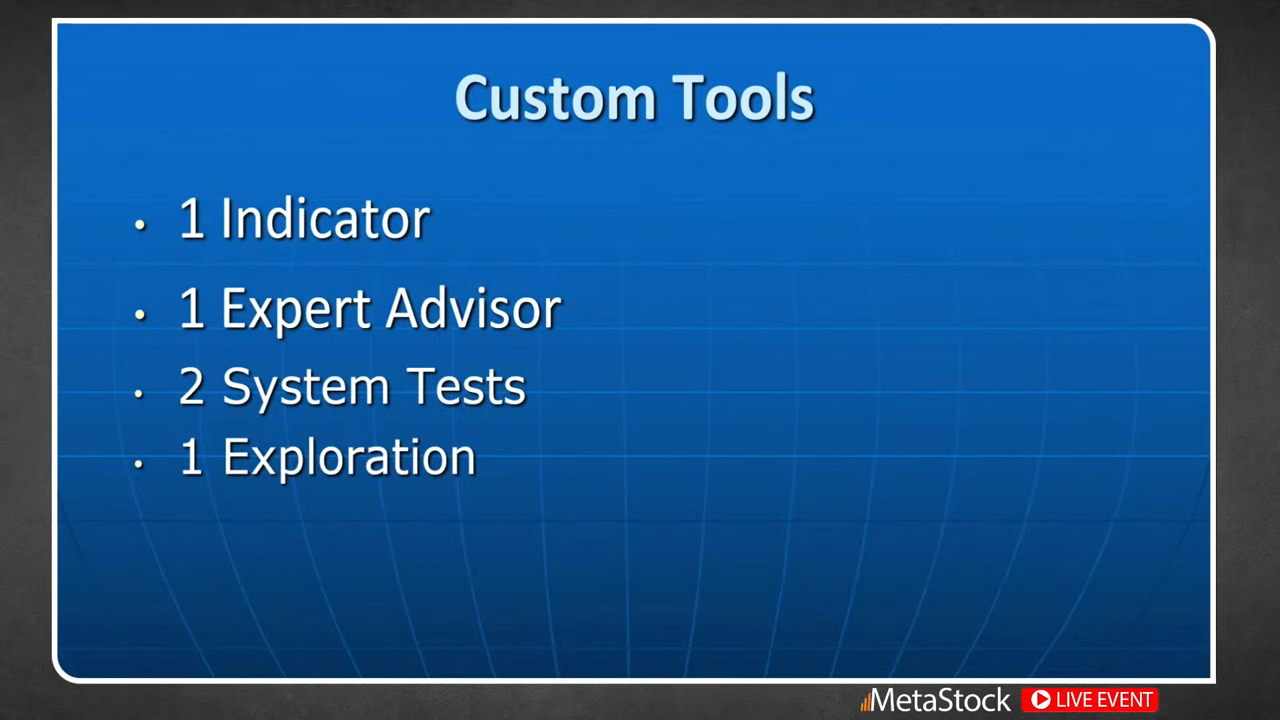 Custom Tools
• 1 Indicator
• 1 Expert Advisor
• 2 System Tests
• 1 Exploration
MetaStock LIVE EVENT